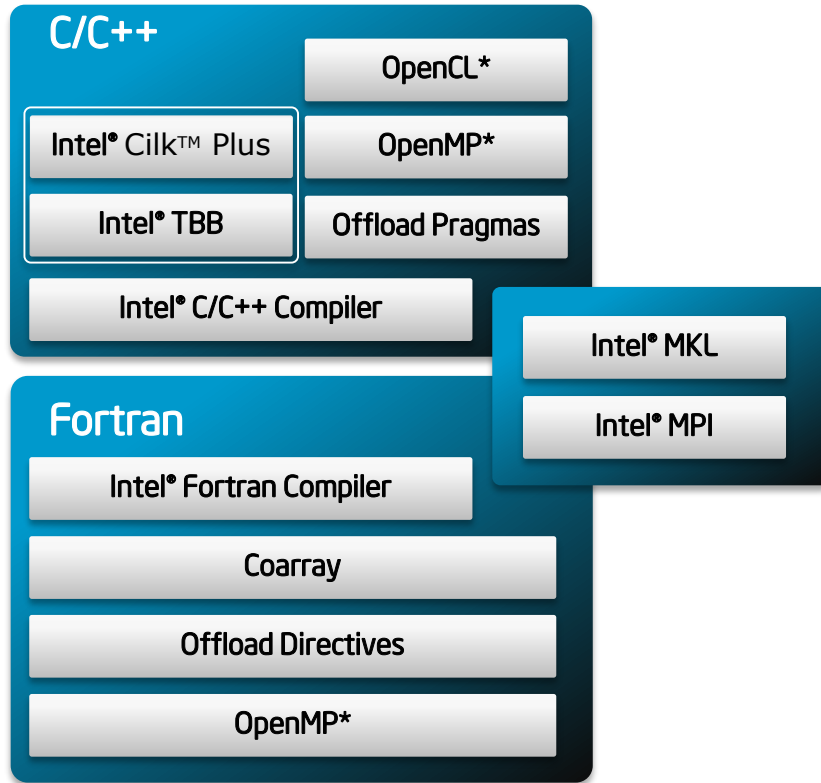 C/C++
OpenCL*
Intel® Cilk™ Plus
OpenMP*
Intel® TBB
Offload Pragmas
Intel® C/C++ Compiler
Intel® MKL
Intel® MPI
Fortran
Intel® Fortran Compiler
Coarray
Offload Directives
OpenMP*